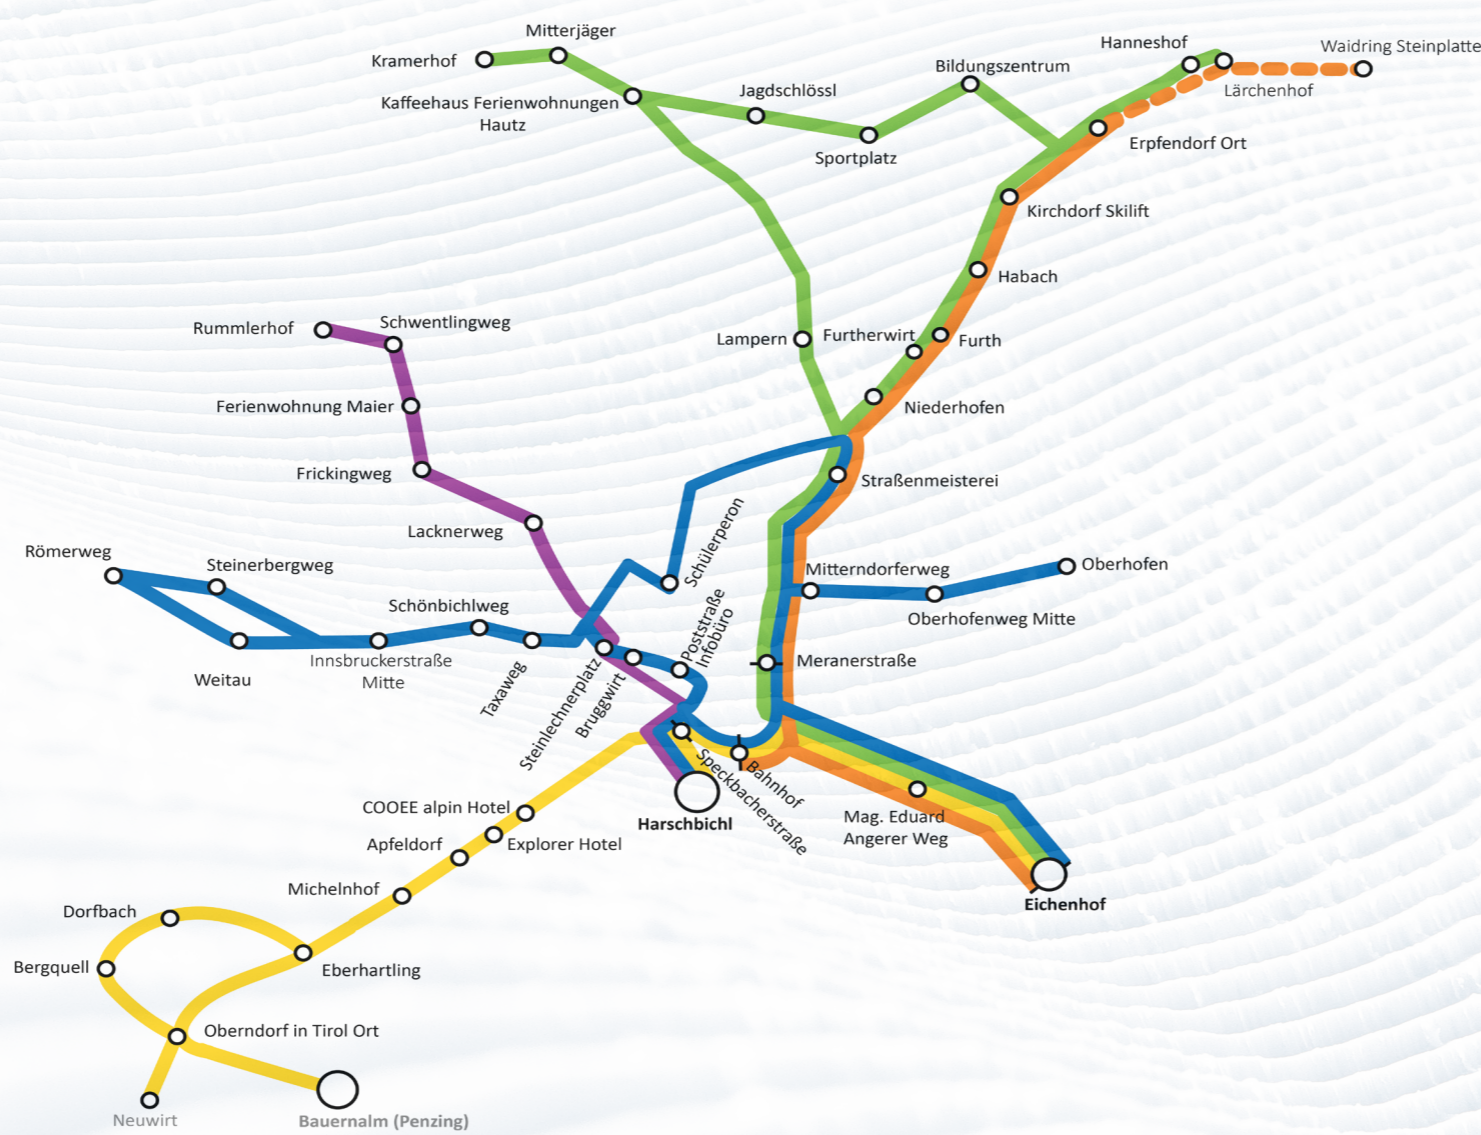 Mitterjäger
Kramerhof
Hanneshof
Waidring Steinplatte
Bildungszentrum
Lärchenhof
Kaffeehaus Ferienwohnungen
Hautz
Jagdschlössl
Sportplatz
Erpfendorf Ort
Kirchdorf Skilift
Habach
Rummlerhof
Schwentlingweg
Lampern
Furtherwirt
Furth
Ferienwohnung Maier
Niederhofen
Frickingweg
Straßenmeisterei
Lacknerweg
Schülerperon
Römerweg
Steinerbergweg
Mitterndorferweg
Oberhofen
Schönbichlweg
Oberhofenweg Mitte
Poststraße
Infobüro
Innsbruckerstraße
Mitte
Meranerstraße
Weitau
Taxaweg
Steinlechnerplatz
Bruggwirt
Speckbacherstraße
Bahnhof
COOEE alpin Hotel
Harschbichl
Mag. Eduard
Angerer Weg
Apfeldorf
Explorer Hotel
Michelnhof
Eichenhof
Dorfbach
Bergquell
Eberhartling
Oberndorf in Tirol Ort
Neuwirt
Bauernalm (Penzing)